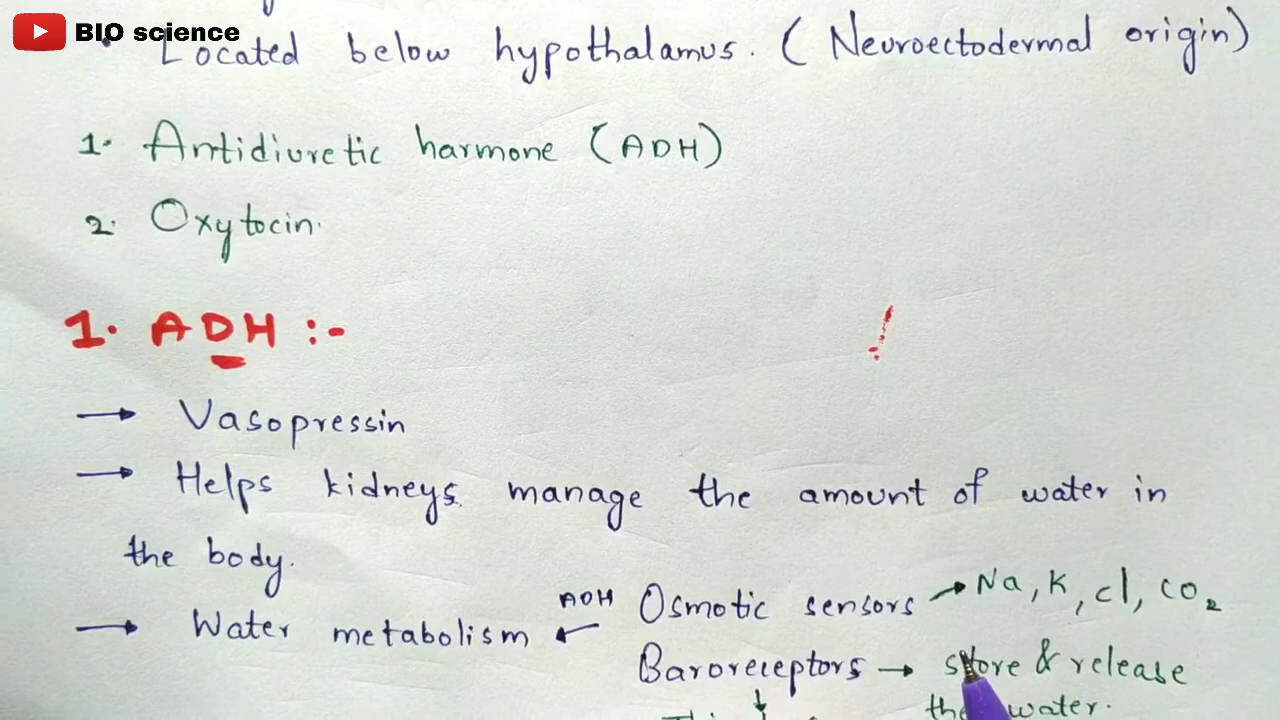 BIO science
• Located below hypothalamus. (Neuroectodermal origin)
1. Antidiuretic harmone (ADH)
2. Oxytocin.
1. ADH :-
→ Vasopressin
→ Helps kidneys manage the amount of water in
the body.
ADH Osmotic sensors → Na, K, cl, CO2
→ Water metabolism ←
Baroreceptors → store & release
the water.